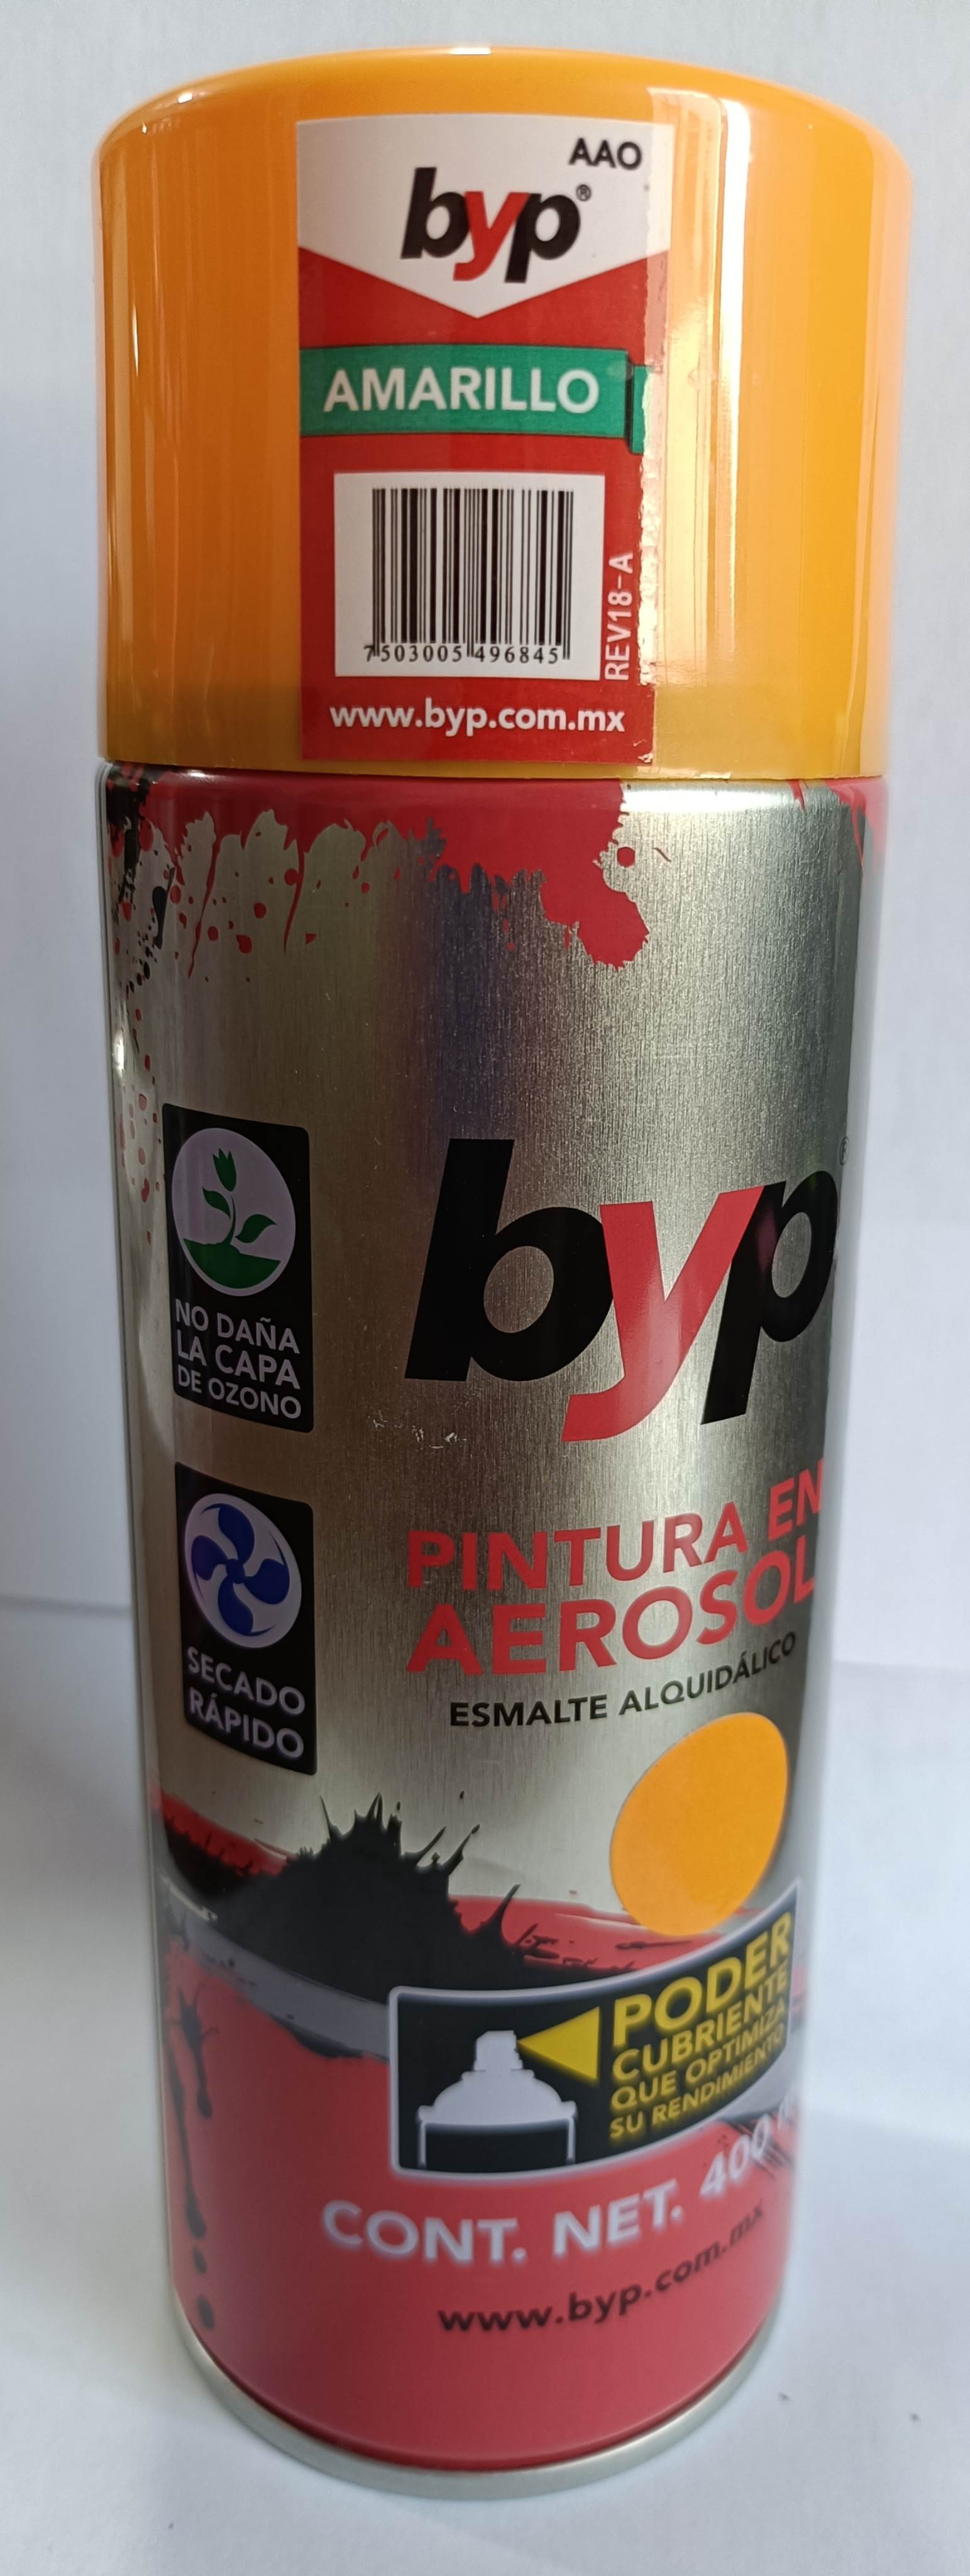 AAO
byp®
AMARILLO
7503005496845
REV18-A
www.byp.com.mx
byp®
NO DAÑA
LA CAPA
DE OZONO
PINTURA EN
AEROSOL
ESMALTE ALQUIDÁLICO
SECADO
RÁPIDO
PODER
CUBRIENTE
QUE OPTIMIZA
SU RENDIMIENTO
CONT. NET. 400
www.byp.com.mx